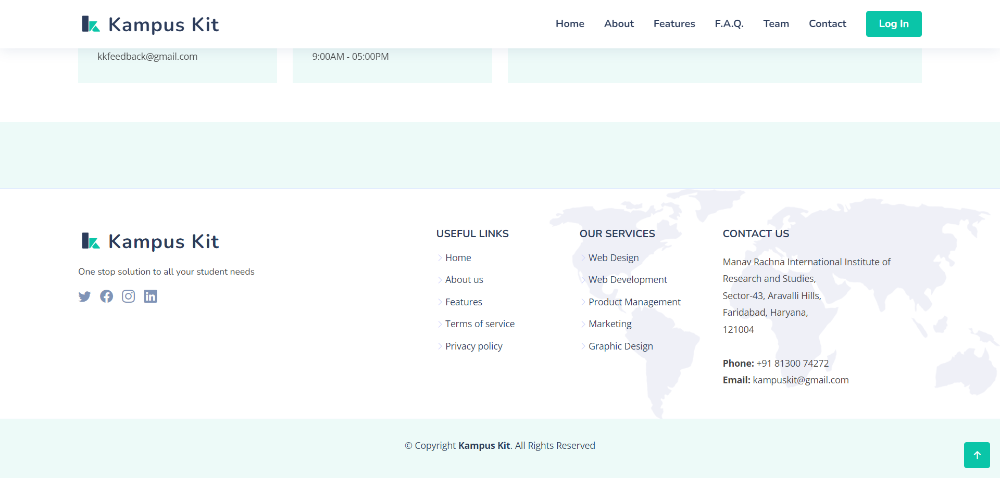 Kampus Kit
Home About Features F.A.Q. Team Contact Log In
kkfeedback@gmail.com
9:00AM - 05:00PM
Kampus Kit
One stop solution to all your student needs
USEFUL LINKS
Home
About us
Features
Terms of service
Privacy policy
OUR SERVICES
Web Design
Web Development
Product Management
Marketing
Graphic Design
CONTACT US
Manav Rachna International Institute of
Research and Studies,
Sector-43, Aravalli Hills,
Faridabad, Haryana,
121004
Phone: +91 81300 74272
Email: kampuskit@gmail.com
© Copyright Kampus Kit. All Rights Reserved